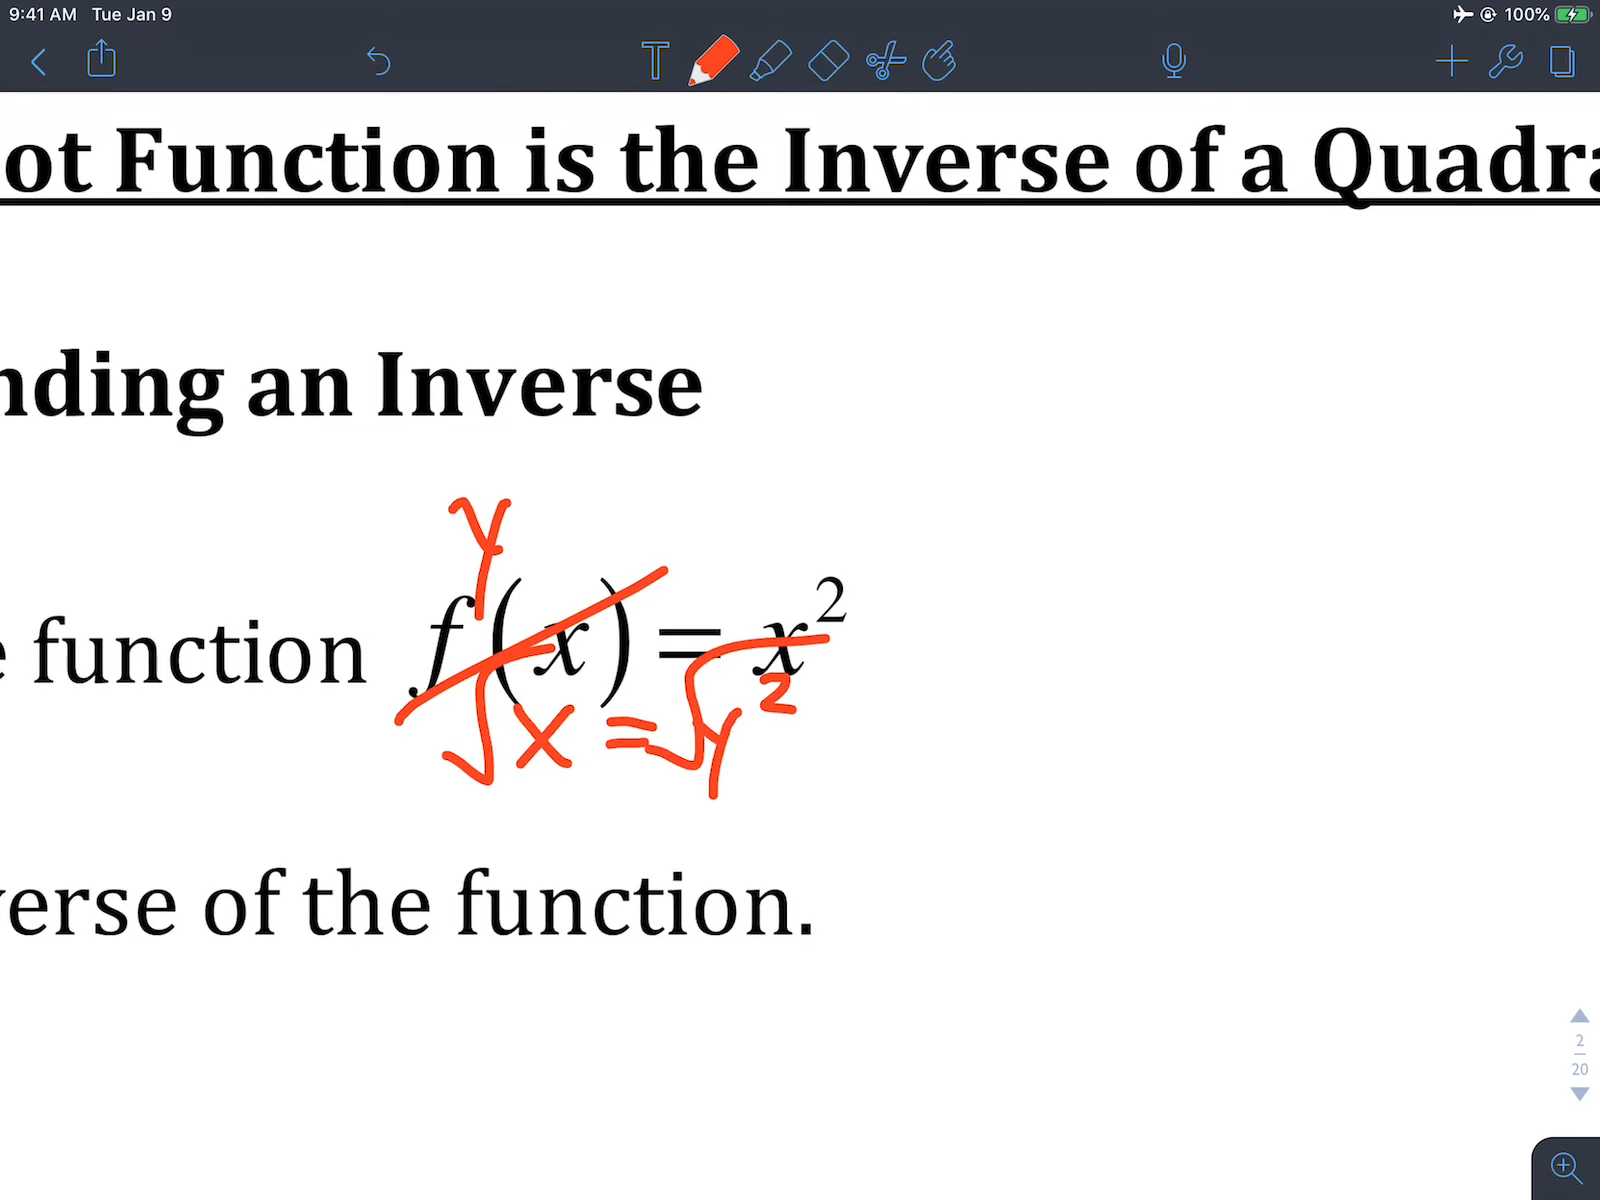 9:41 AM Tue Jan 9 100%
T
ot Function is the Inverse of a Quadra
nding an Inverse
y
function f(x) = x²
√x = √y²
verse of the function.
2
20